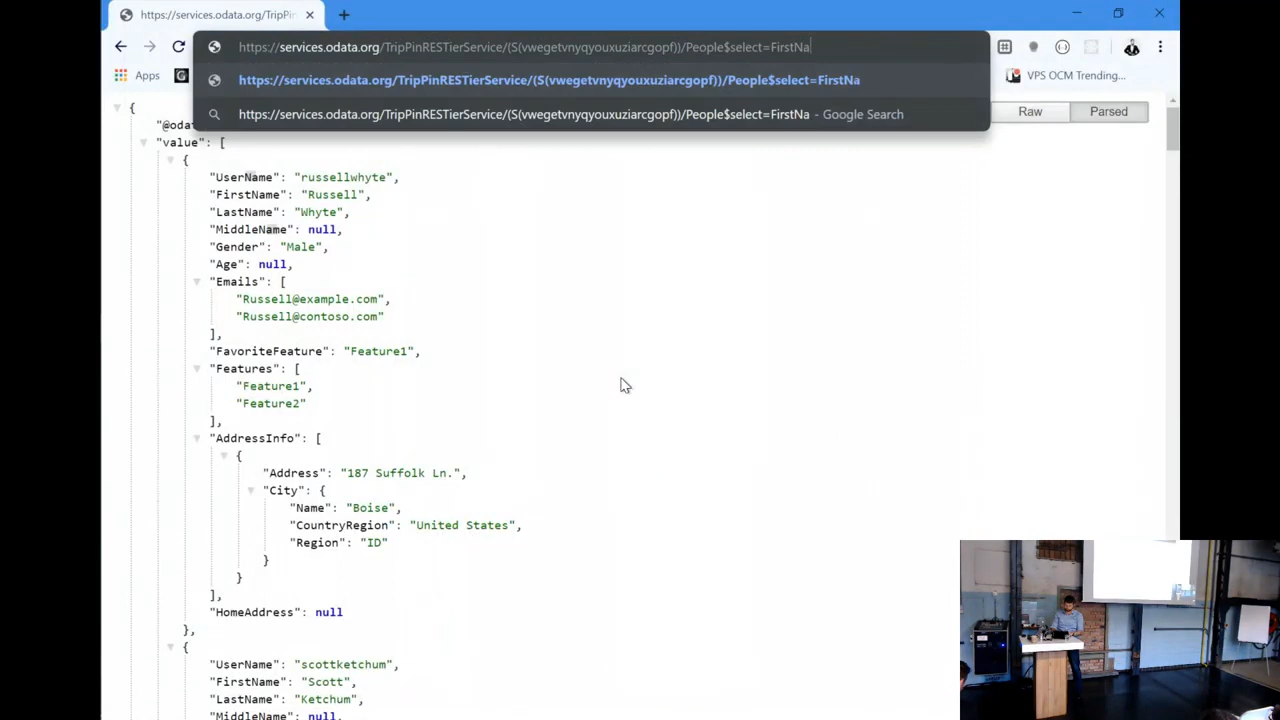 https://services.odata.org/TripPi
https://services.odata.org/TripPinRESTierService/(S(vwegetvnyqyouxuziarcgopf))/People$select=FirstNa
https://services.odata.org/TripPinRESTierService/(S(vwegetvnyqyouxuziarcgopf))/People$select=FirstNa
https://services.odata.org/TripPinRESTierService/(S(vwegetvnyqyouxuziarcgopf))/People$select=FirstNa - Google Search
Apps
VPS OCM Trending...
Raw
Parsed
{
"@odat
"value": [
{
"UserName": "russellwhyte",
"FirstName": "Russell",
"LastName": "Whyte",
"MiddleName": null,
"Gender": "Male",
"Age": null,
"Emails": [
"Russell@example.com",
"Russell@contoso.com"
],
"FavoriteFeature": "Feature1",
"Features": [
"Feature1",
"Feature2"
],
"AddressInfo": [
{
"Address": "187 Suffolk Ln.",
"City": {
"Name": "Boise",
"CountryRegion": "United States",
"Region": "ID"
}
}
],
"HomeAddress": null
},
{
"UserName": "scottketchum",
"FirstName": "Scott",
"LastName": "Ketchum",
"MiddleName": null,